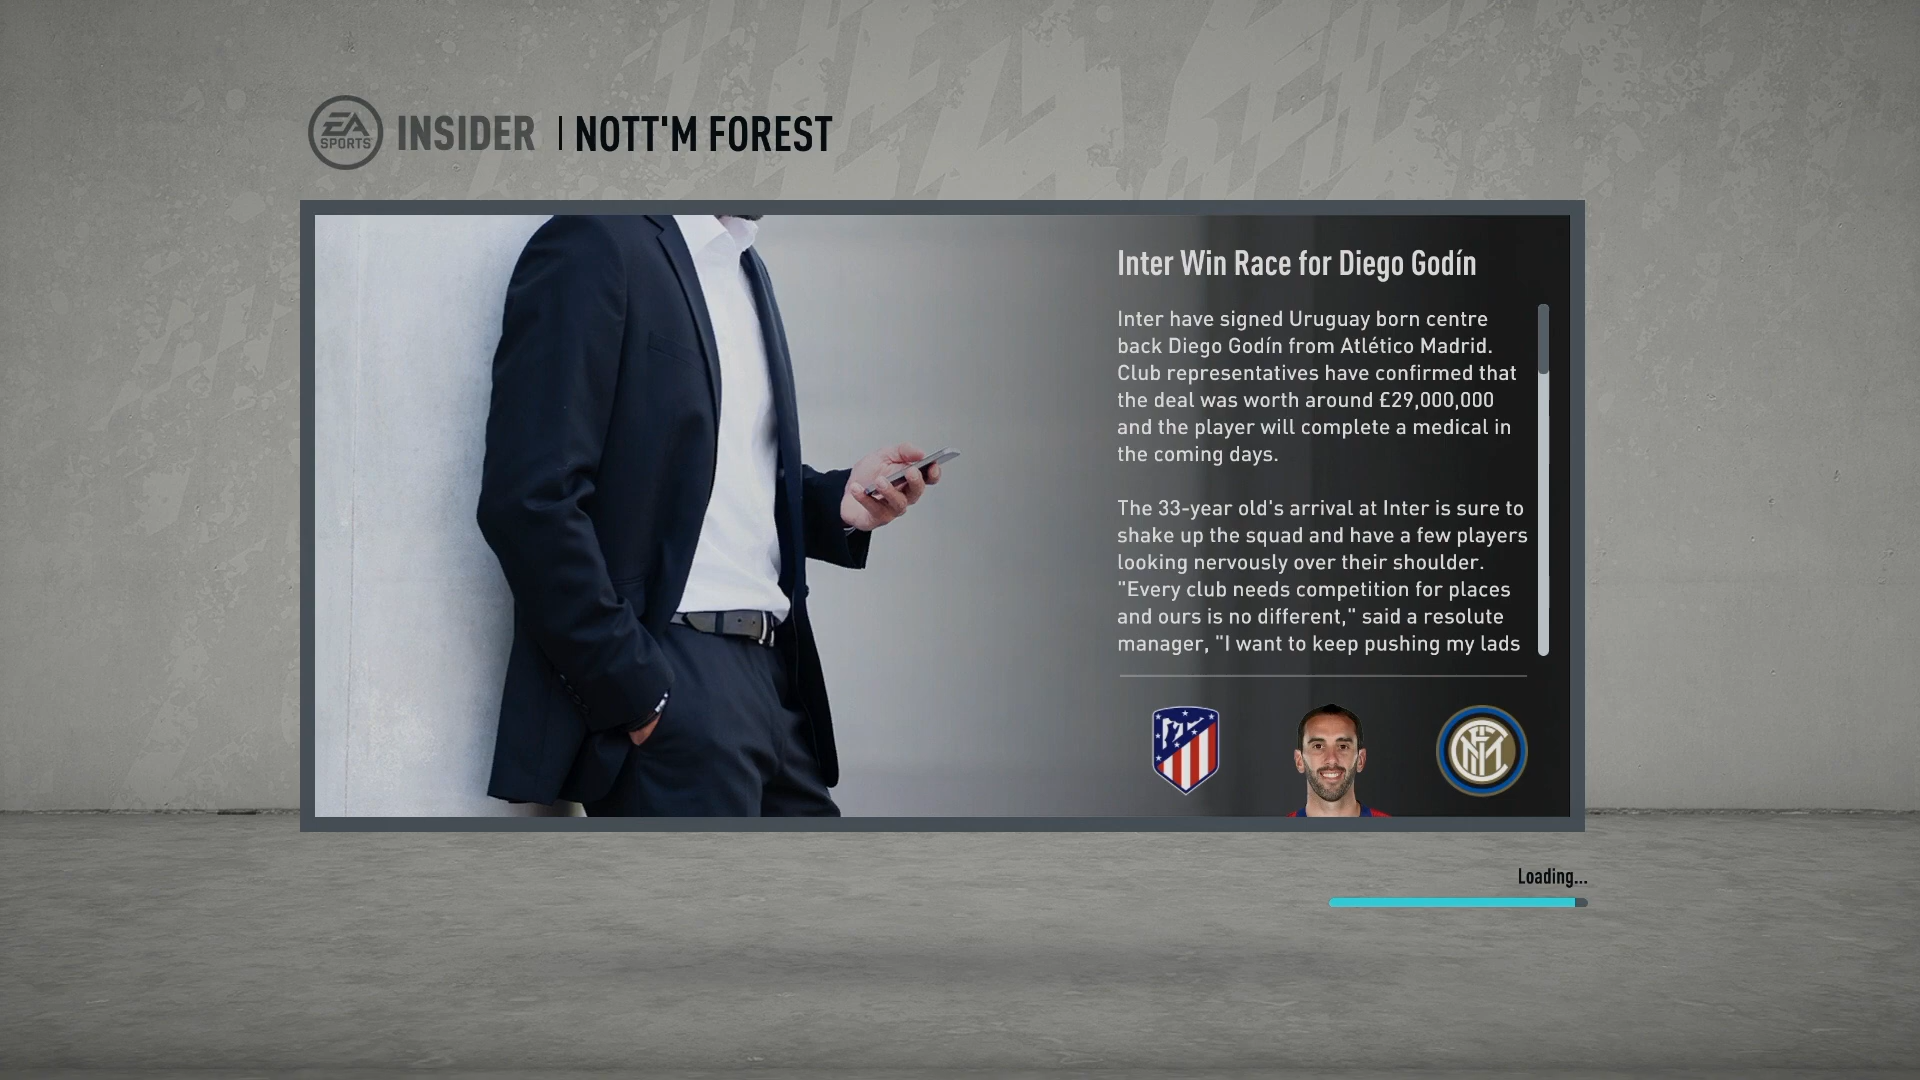 EA
SPORTS
INSIDER | NOTT'M FOREST
Inter Win Race for Diego Godín
Inter have signed Uruguay born centre
back Diego Godín from Atlético Madrid.
Club representatives have confirmed that
the deal was worth around £29,000,000
and the player will complete a medical in
the coming days.
The 33-year old's arrival at Inter is sure to
shake up the squad and have a few players
looking nervously over their shoulder.
"Every club needs competition for places
and ours is no different," said a resolute
manager, "I want to keep pushing my lads
Loading...